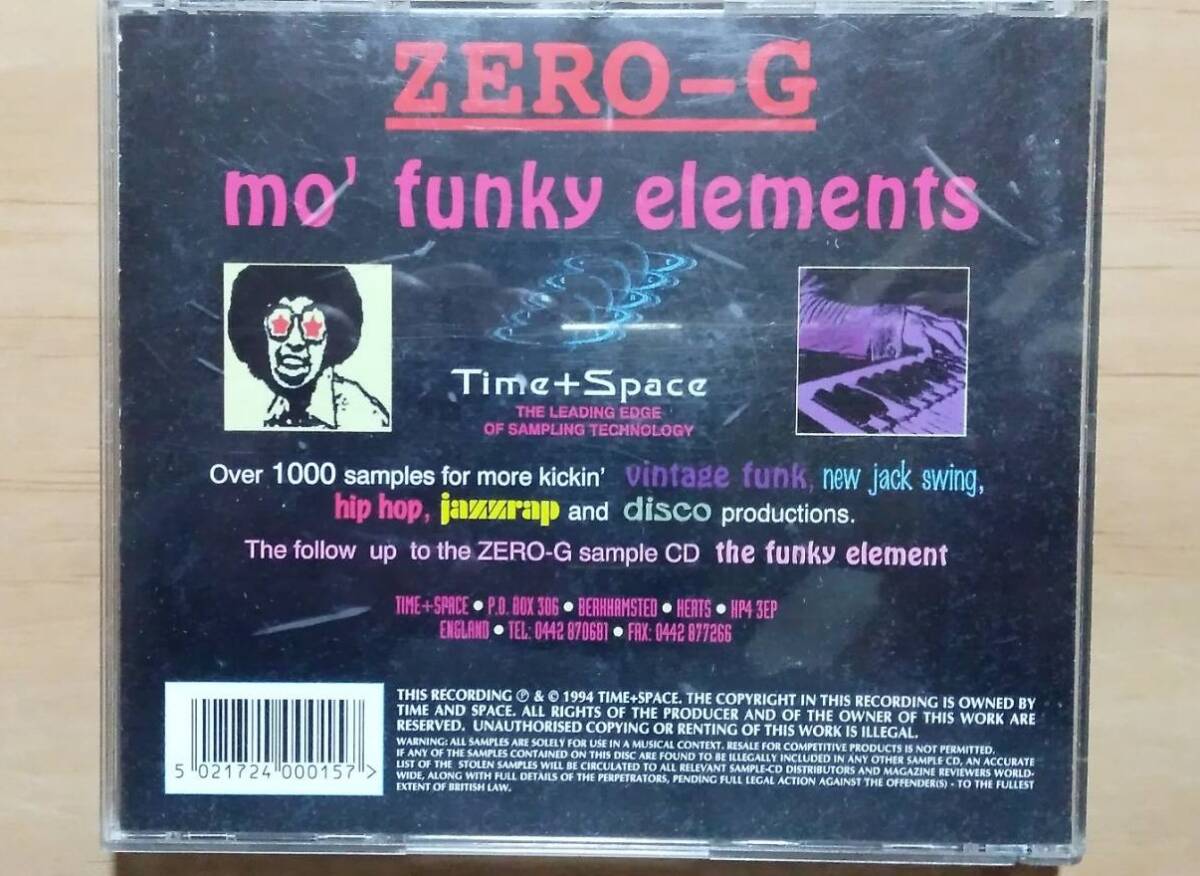 ZERO-G
mo' funky elements
Time+Space
THE LEADING EDGE
OF SAMPLING TECHNOLOGY
Over 1000 samples for more kickin' vintage funk, new jack swing,
hip hop, jazzrap and disco productions.
The follow up to the ZERO-G sample CD the funky element
TIME+SPACE • P.O. BOX 306 • BERKHAMSTED • HERTS • HP4 3EP
ENGLAND • TEL: 0442 870681 • FAX: 0442 877266
THIS RECORDING ℗ & © 1994 TIME+SPACE. THE COPYRIGHT IN THIS RECORDING IS OWNED BY
TIME AND SPACE. ALL RIGHTS OF THE PRODUCER AND OF THE OWNER OF THIS WORK ARE
RESERVED. UNAUTHORISED COPYING OR RENTING OF THIS WORK IS ILLEGAL.
WARNING: ALL SAMPLES ARE SOLELY FOR USE IN A MUSICAL CONTEXT. RESALE FOR COMPETITIVE PRODUCTS IS NOT PERMITTED.
IF ANY OF THE SAMPLES CONTAINED ON THIS DISC ARE FOUND TO BE ILLEGALLY INCLUDED IN ANY OTHER SAMPLE CD, AN ACCURATE
LIST OF THE STOLEN SAMPLES WILL BE CIRCULATED TO ALL RELEVANT SAMPLE-CD DISTRIBUTORS AND MAGAZINE REVIEWERS WORLD-
WIDE, ALONG WITH FULL DETAILS OF THE PERPETRATORS, PENDING FULL LEGAL ACTION AGAINST THE OFFENDER(S) - TO THE FULLEST
EXTENT OF BRITISH LAW.
5 021724 000157 >